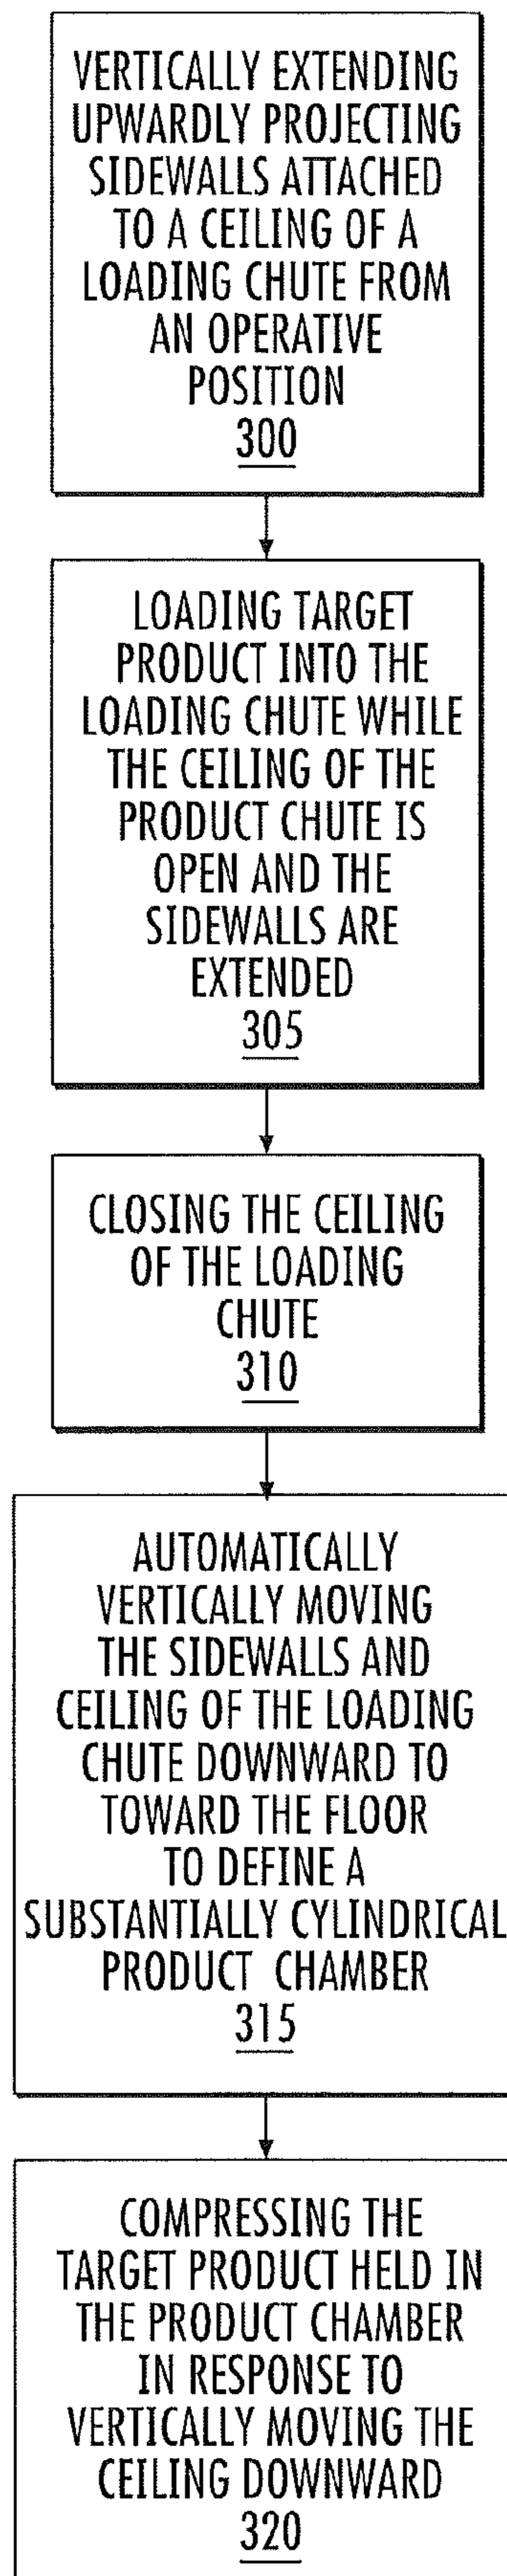 VERTICALLY EXTENDING
UPWARDLY PROJECTING
SIDEWALLS ATTACHED
TO A CEILING OF A
LOADING CHUTE FROM
AN OPERATIVE
POSITION
300
LOADING TARGET
PRODUCT INTO THE
LOADING CHUTE WHILE
THE CEILING OF THE
PRODUCT CHUTE IS
OPEN AND THE
SIDEWALLS ARE
EXTENDED
305
CLOSING THE CEILING
OF THE LOADING
CHUTE
310
AUTOMATICALLY
VERTICALLY MOVING
THE SIDEWALLS AND
CEILING OF THE LOADING
CHUTE DOWNWARD TO
TOWARD THE FLOOR
TO DEFINE A
SUBSTANTIALLY CYLINDRICAL
PRODUCT CHAMBER
315
COMPRESSING THE
TARGET PRODUCT HELD IN
THE PRODUCT CHAMBER
IN RESPONSE TO
VERTICALLY MOVING THE
CEILING DOWNWARD
320